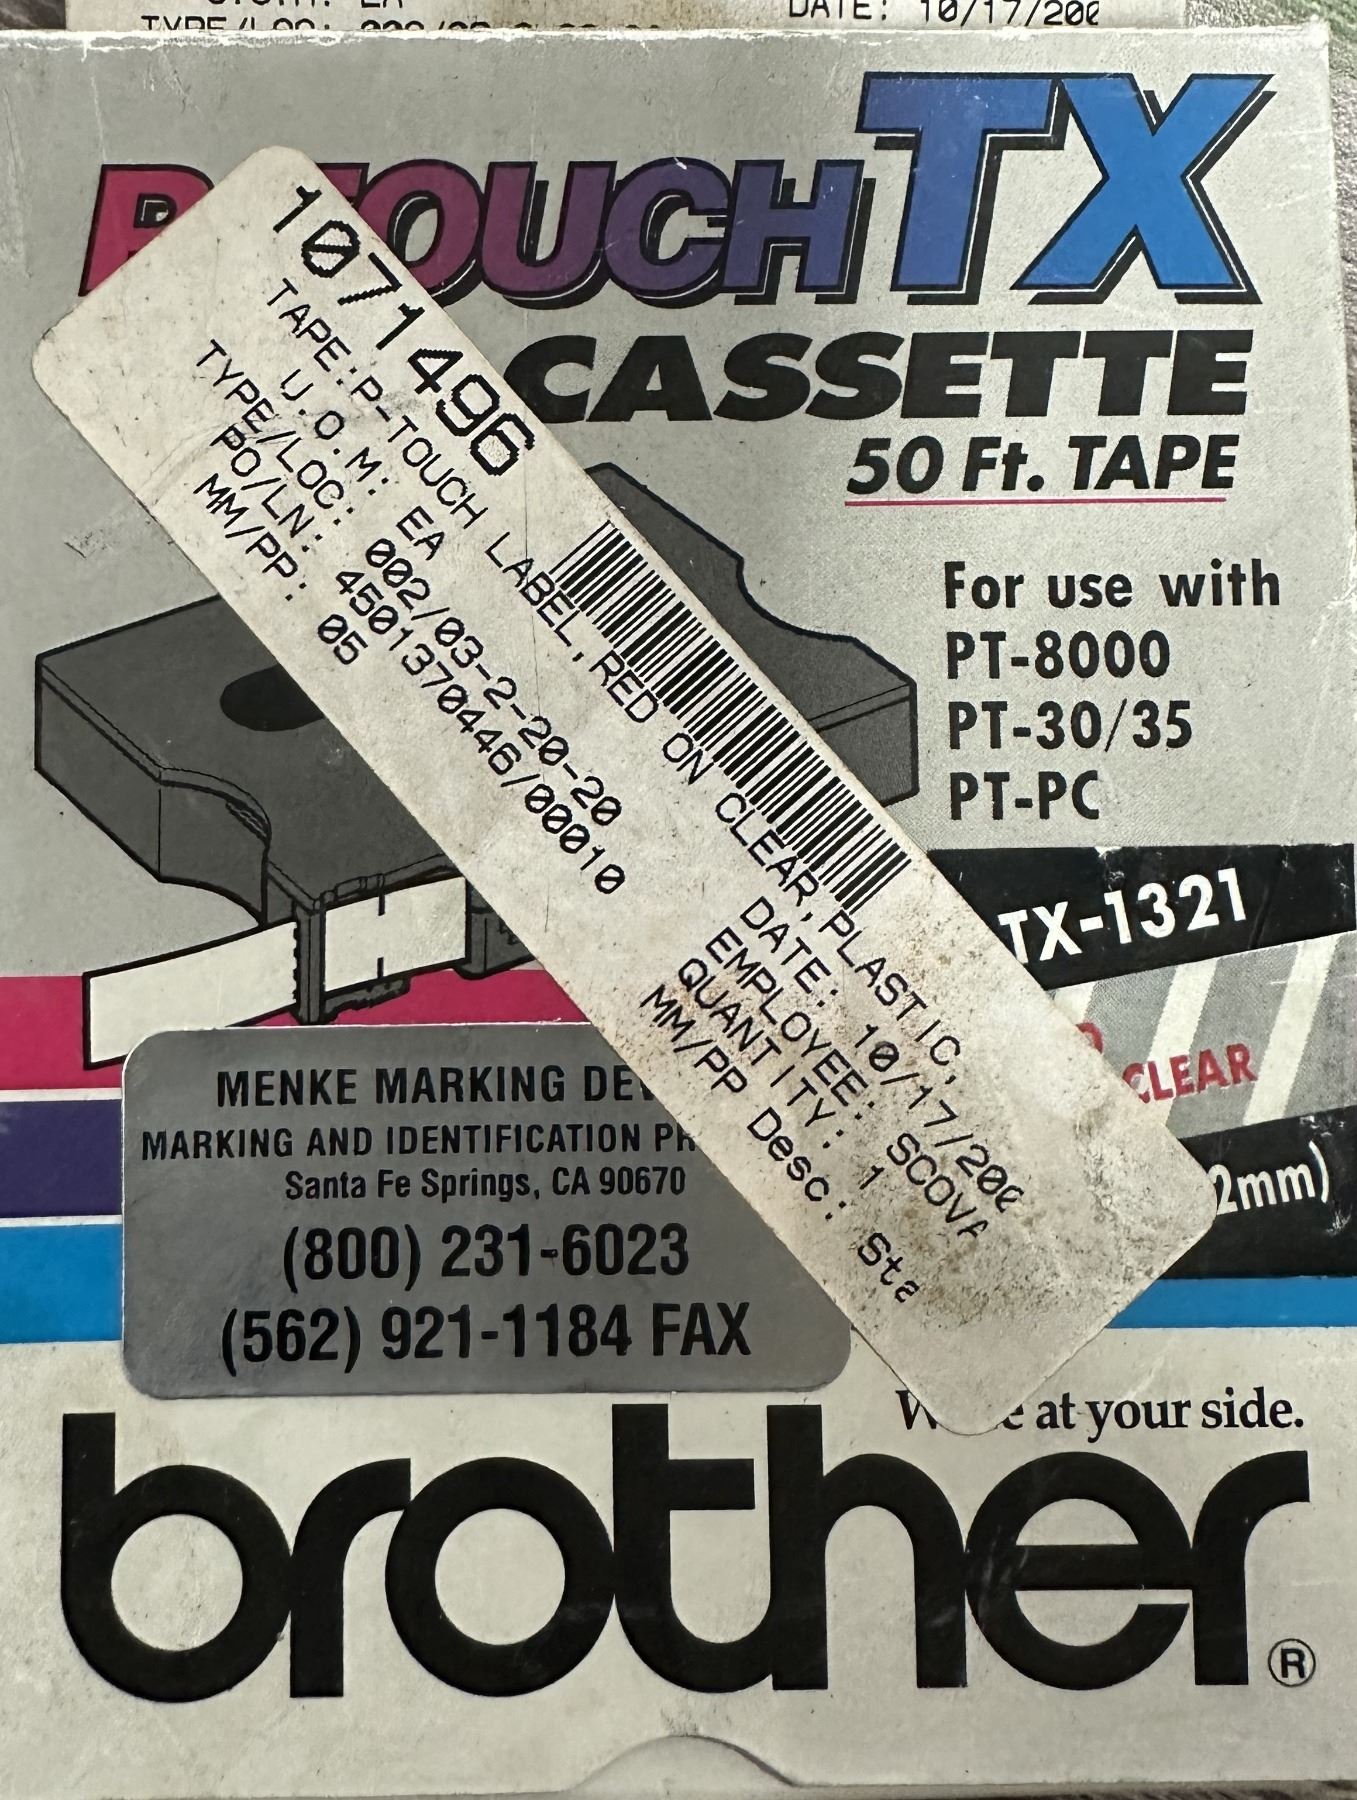 DATE: 10/17/200
P-TOUCH TX
CASSETTE
50 Ft. TAPE
For use with
PT-8000
PT-30/35
PT-PC
TX-1321
CLEAR
2mm)
1071496
TAPE:P-TOUCH LABEL,RED ON CLEAR,PLASTIC,
U.O.M: EA
TYPE/LOC: 002/03-2-20-20
PO/LN: 4501370446/00010
MM/PP: 05
DATE: 10/17/200
EMPLOYEE: SCOVA
QUANTITY: 1
MM/PP Desc: Sta
MENKE MARKING DEV
MARKING AND IDENTIFICATION PR
Santa Fe Springs, CA 90670
(800) 231-6023
(562) 921-1184 FAX
at your side.
brother®